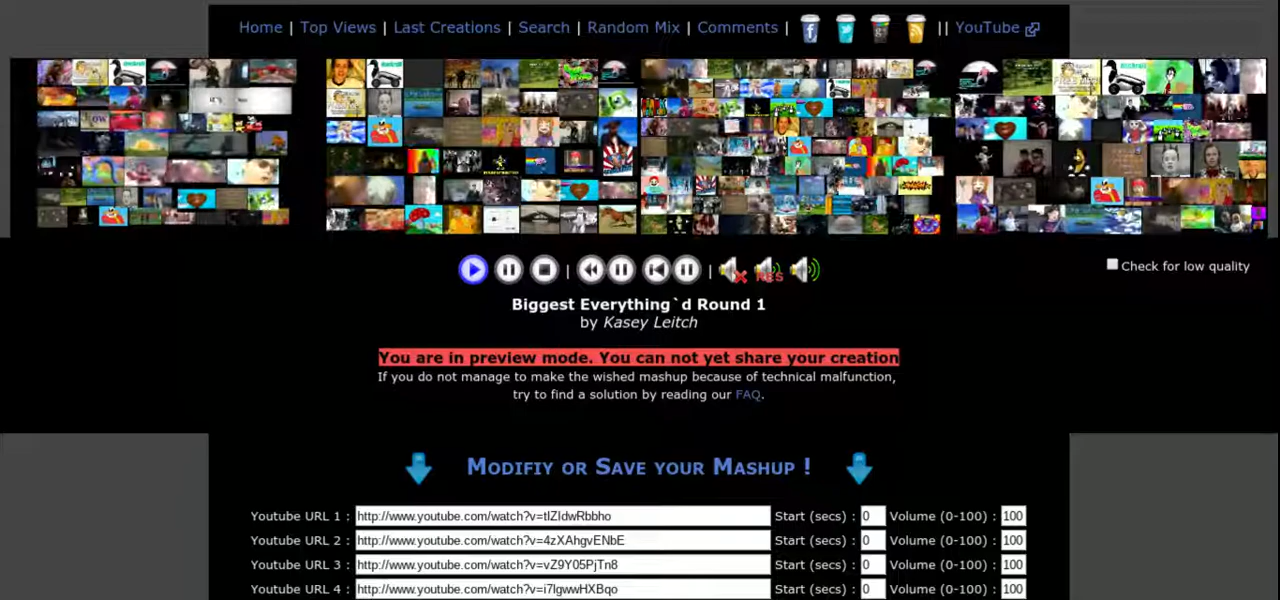 Home | Top Views | Last Creations | Search | Random Mix | Comments | || YouTube
| | RES
Check for low quality
Biggest Everything`d Round 1
by Kasey Leitch
You are in preview mode. You can not yet share your creation
If you do not manage to make the wished mashup because of technical malfunction,
try to find a solution by reading our FAQ.
Modifiy or Save your Mashup !
Youtube URL 1 : http://www.youtube.com/watch?v=tlZIdwRbbho Start (secs) : 0 Volume (0-100) : 100
Youtube URL 2 : http://www.youtube.com/watch?v=4zXAhgvENbE Start (secs) : 0 Volume (0-100) : 100
Youtube URL 3 : http://www.youtube.com/watch?v=vZ9Y05PjTn8 Start (secs) : 0 Volume (0-100) : 100
Youtube URL 4 : http://www.youtube.com/watch?v=i7lgwwHXBqo Start (secs) : 0 Volume (0-100) : 100